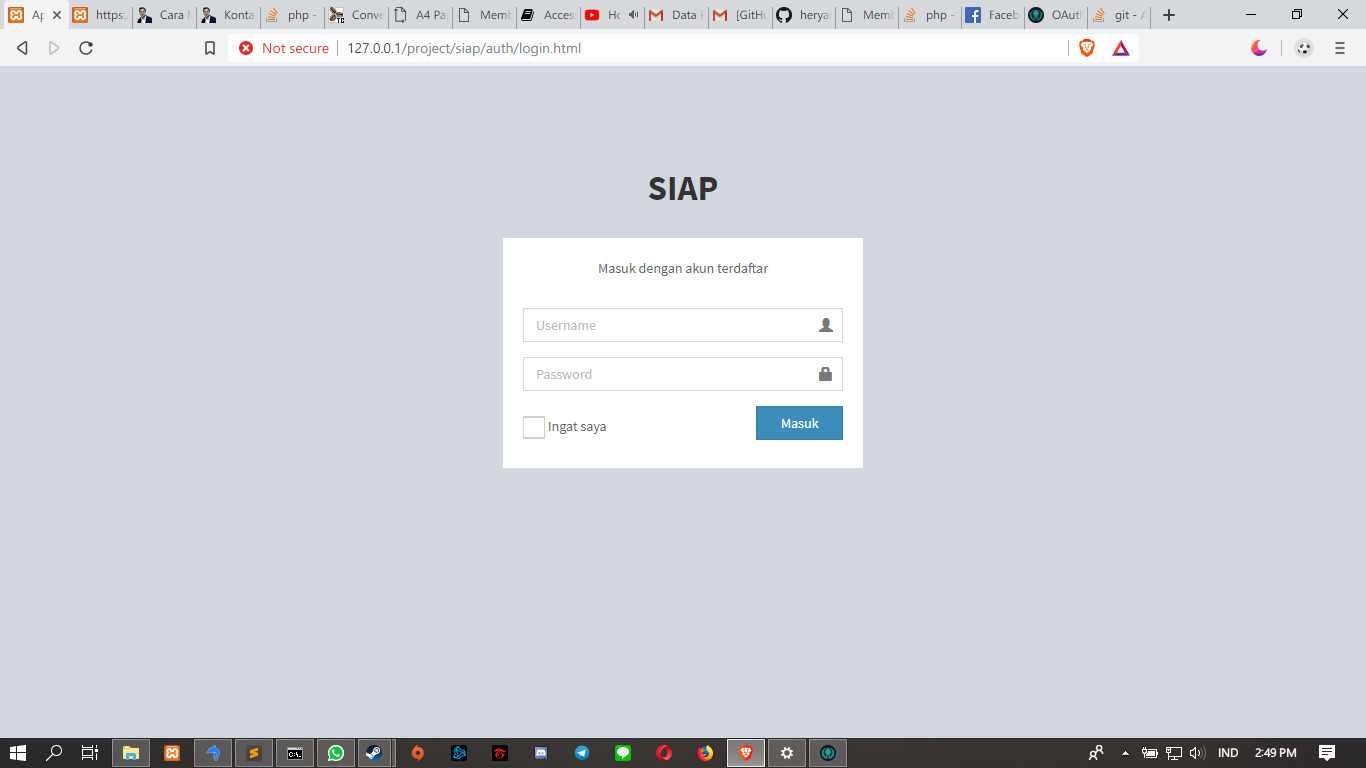 Ap
https:
Cara M
Konta
php -
Conve
A4 Pa
Memb
Acces
Ho
Data P
[GitHu
herya
Memb
php -
Faceb
OAut
git - A
Not secure
127.0.0.1/project/siap/auth/login.html
SIAP
Masuk dengan akun terdaftar
Username
Password
Ingat saya
Masuk
IND
2:49 PM